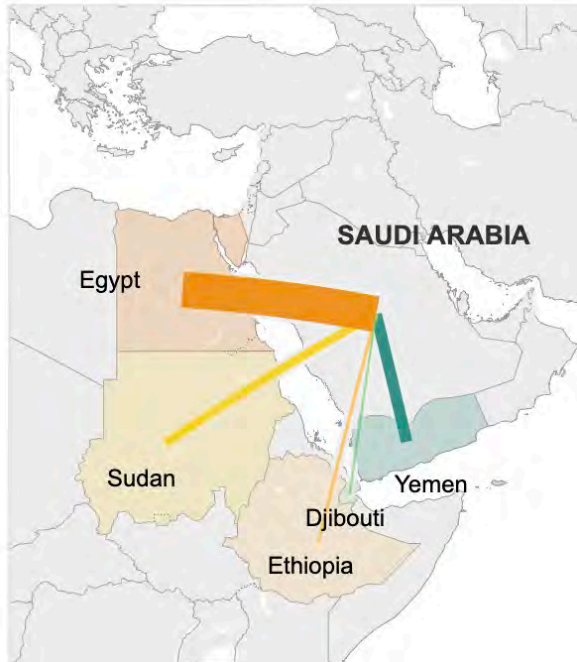 SAUDI ARABIA
Egypt
Sudan
Yemen
Djibouti
Ethiopia